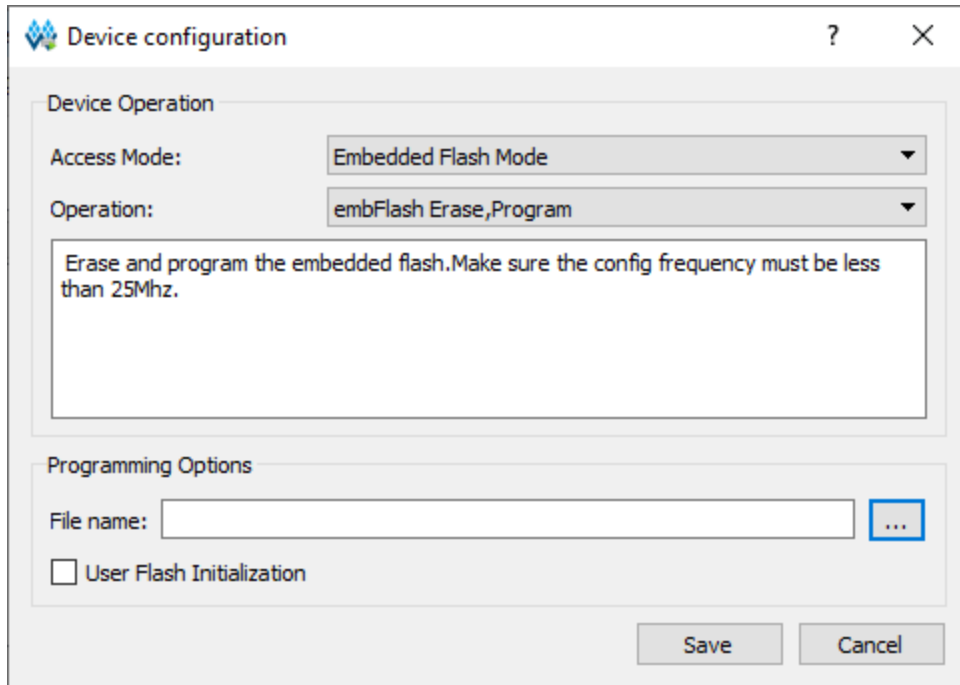 Device configuration
Device Operation
Access Mode: Embedded Flash Mode
Operation: embFlash Erase,Program
Erase and program the embedded flash.Make sure the config frequency must be less
than 25Mhz.
Programming Options
File name: ...
User Flash Initialization
Save Cancel